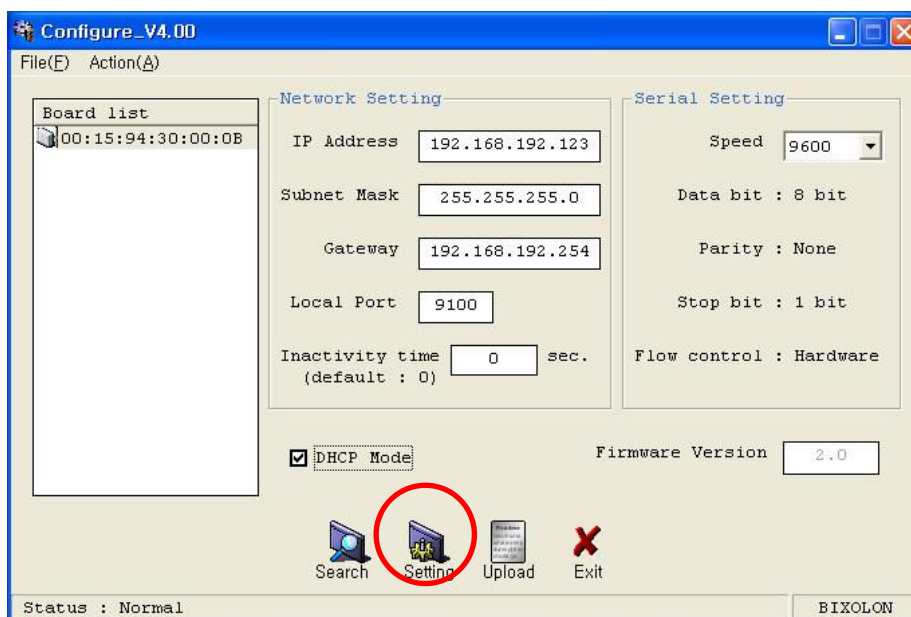 Configure_V4.00
File(F) Action(A)
Board list
00:15:94:30:00:0B
Network Setting
IP Address 192.168.192.123
Subnet Mask 255.255.255.0
Gateway 192.168.192.254
Local Port 9100
Inactivity time 0 sec.
(default : 0)
Serial Setting
Speed 9600
Data bit : 8 bit
Parity : None
Stop bit : 1 bit
Flow control : Hardware
DHCP Mode
Firmware Version 2.0
Search Setting Upload Exit
Status : Normal BIXOLON